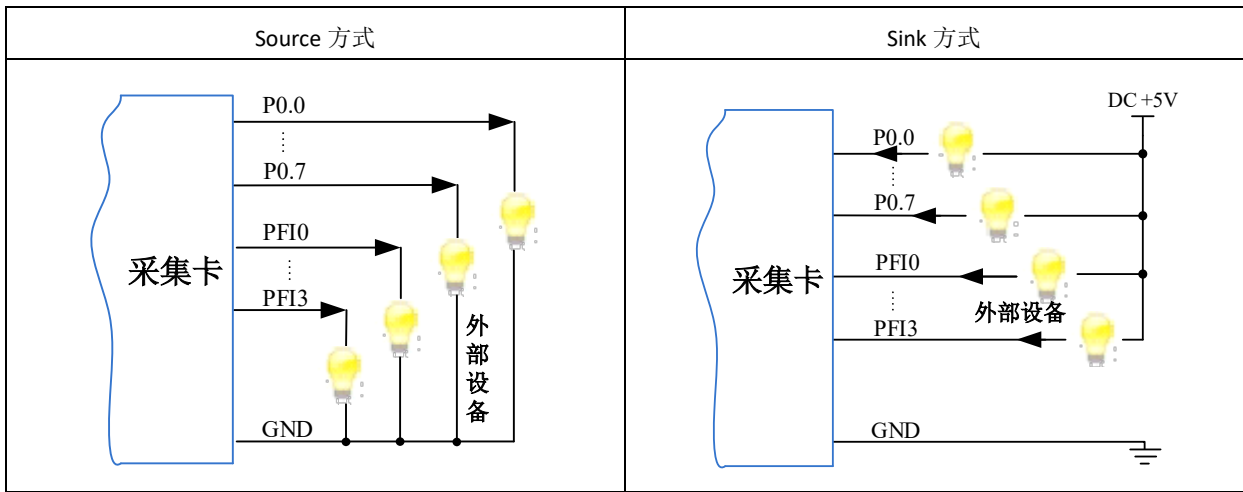 Source 方式
Sink 方式
P0.0
P0.7
PFI0
PFI3
采集卡
外部设备
GND
DC +5V
P0.0
P0.7
PFI0
PFI3
采集卡
外部设备
GND